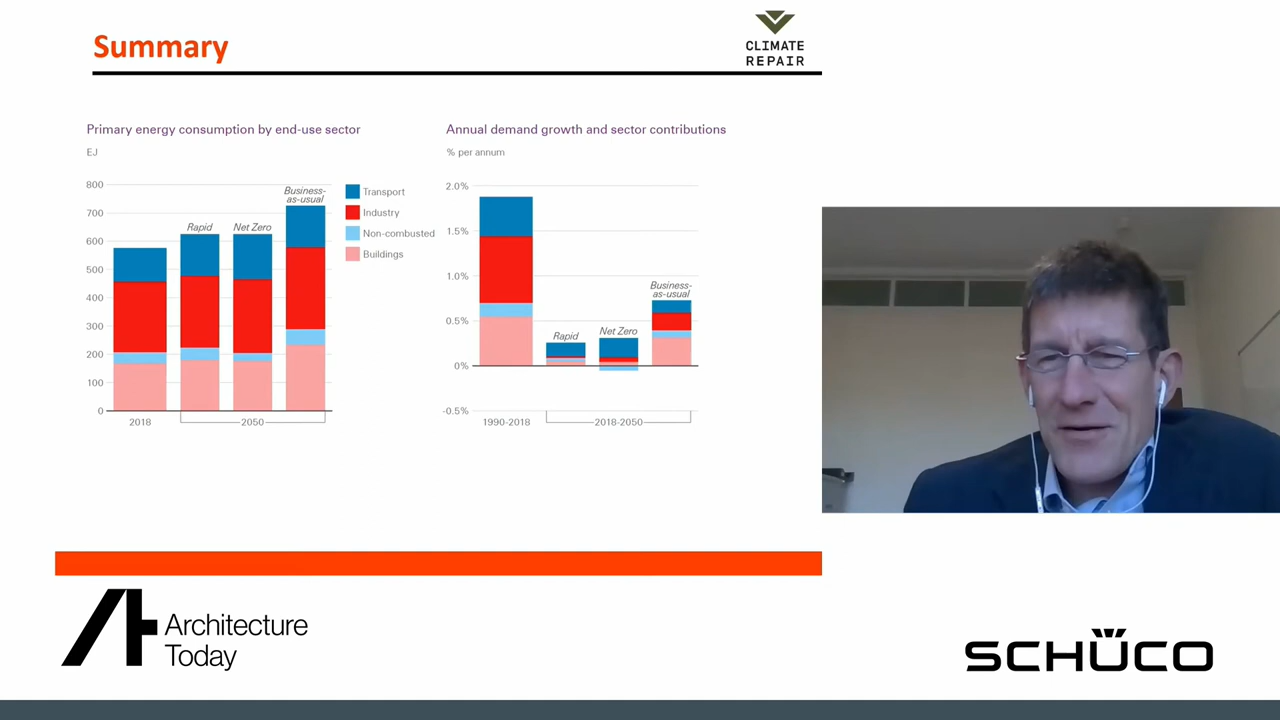 Summary
CLIMATE
REPAIR
Primary energy consumption by end-use sector
EJ
800
700
600
500
400
300
200
100
0
Rapid
Net Zero
Business-
as-usual
2018
2050
Transport
Industry
Non-combusted
Buildings
Annual demand growth and sector contributions
% per annum
2.0%
1.5%
1.0%
0.5%
0%
-0.5%
Rapid
Net Zero
Business-
as-usual
1990-2018
2018-2050
Architecture
Today
SCHÜCO